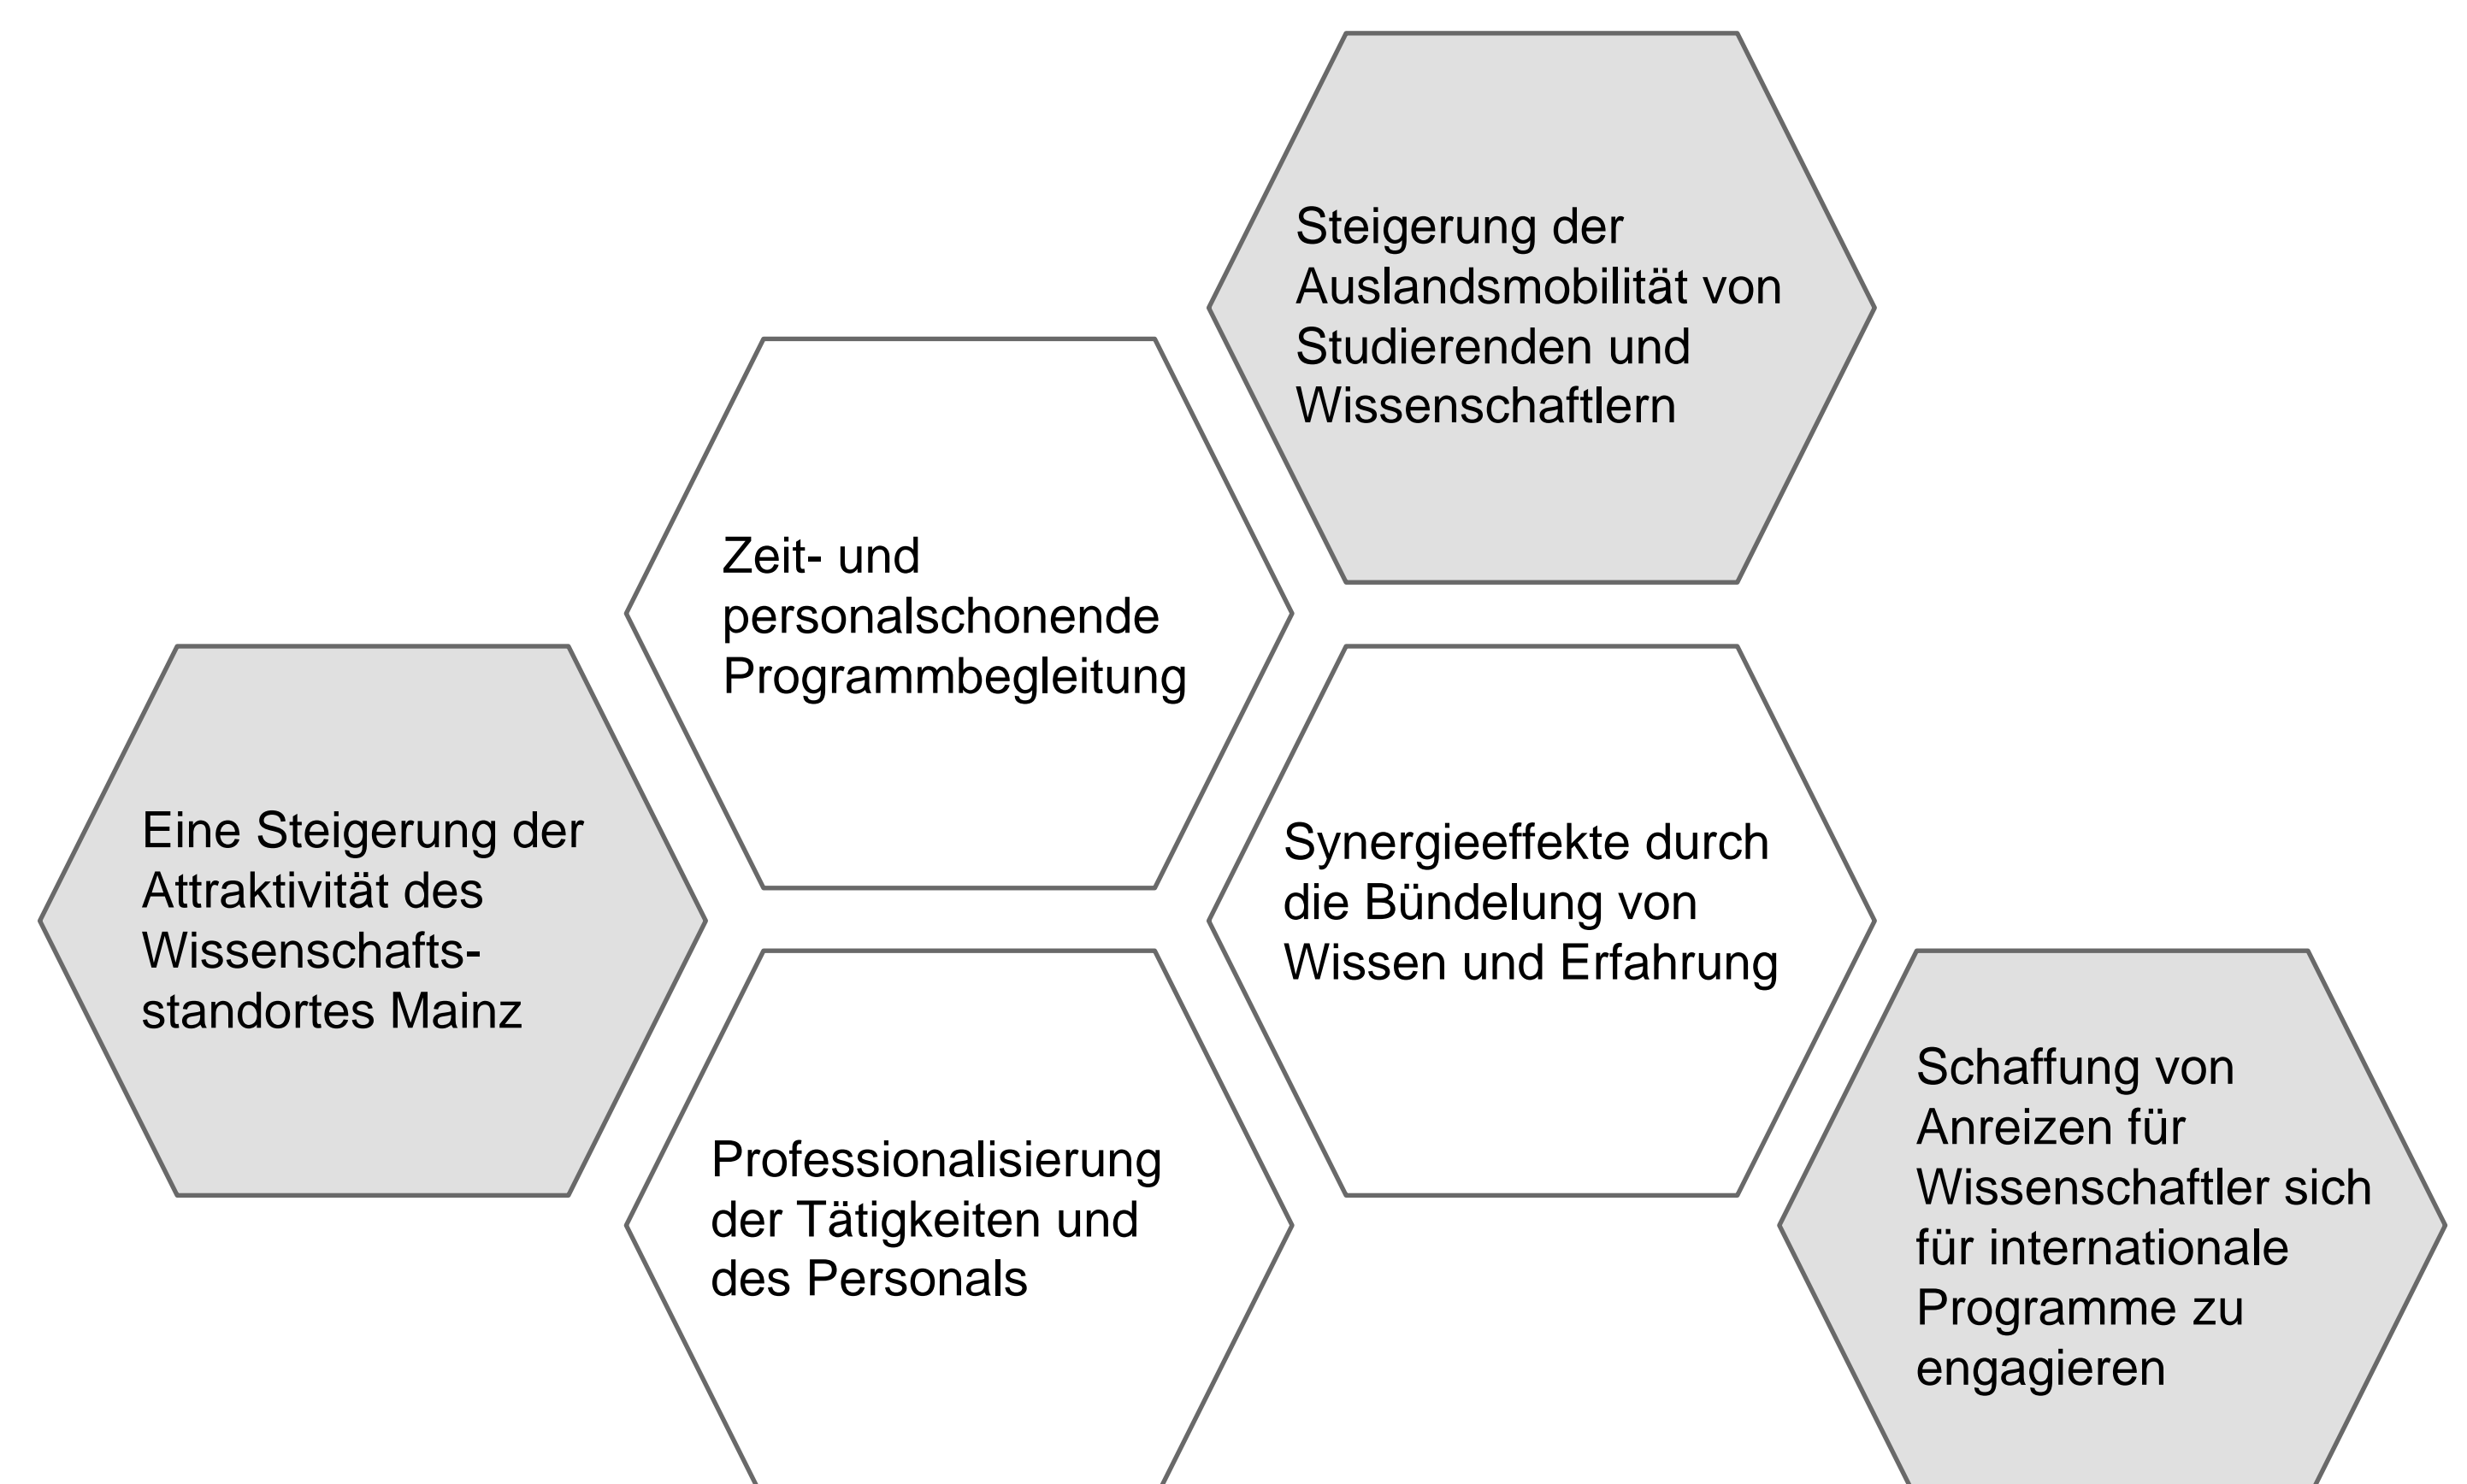 Steigerung der
Auslandsmobilität von
Studierenden und
Wissenschaftlern
Zeit- und
personalschonende
Programmbegleitung
Eine Steigerung der
Attraktivität des
Wissenschafts-
standortes Mainz
Synergieeffekte durch
die Bündelung von
Wissen und Erfahrung
Professionalisierung
der Tätigkeiten und
des Personals
Schaffung von
Anreizen für
Wissenschaftler sich
für internationale
Programme zu
engagieren